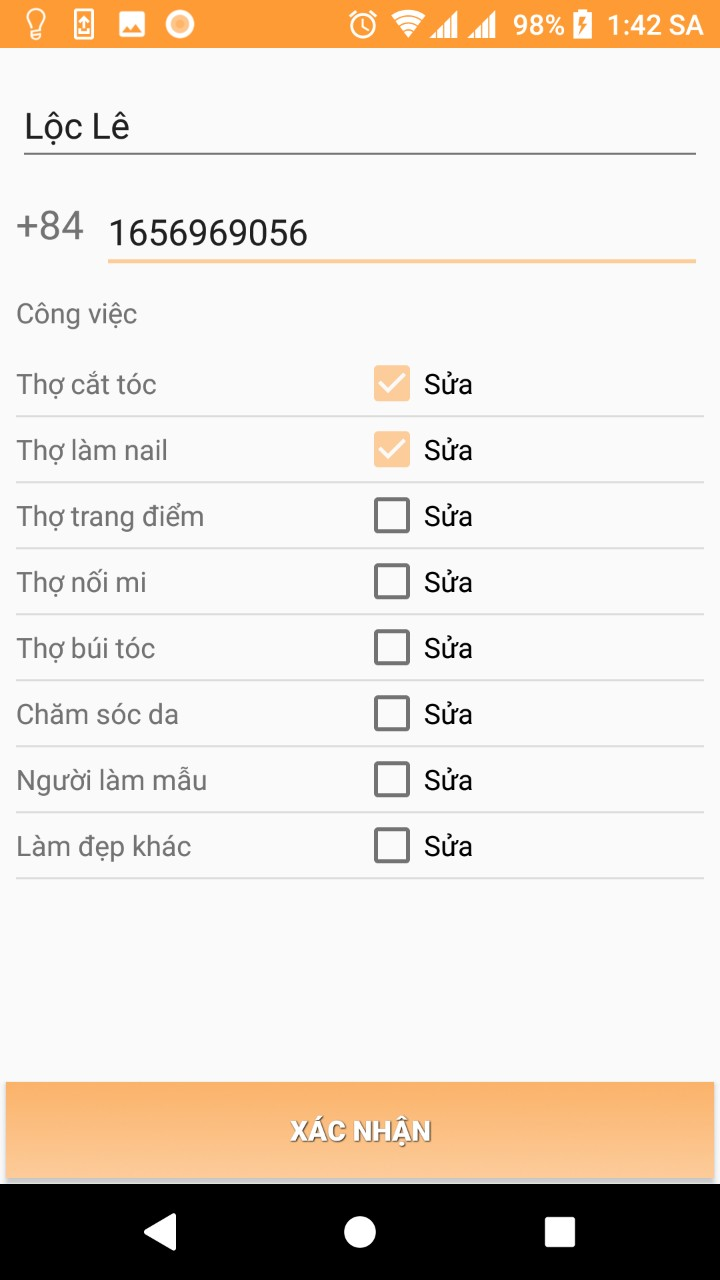 98% 1:42 SA
Lộc Lê
+84 1656969056
Công việc
Thợ cắt tóc Sửa
Thợ làm nail Sửa
Thợ trang điểm Sửa
Thợ nối mi Sửa
Thợ búi tóc Sửa
Chăm sóc da Sửa
Người làm mẫu Sửa
Làm đẹp khác Sửa
XÁC NHẬN